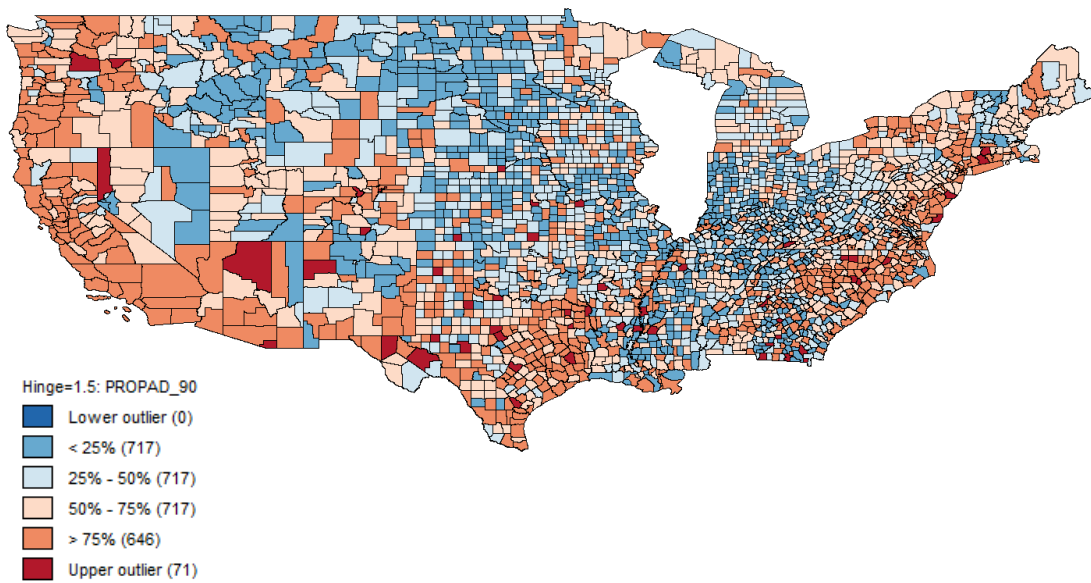 Hinge=1.5: PROPAD_90
Lower outlier (0)
< 25% (717)
25% - 50% (717)
50% - 75% (717)
> 75% (646)
Upper outlier (71)